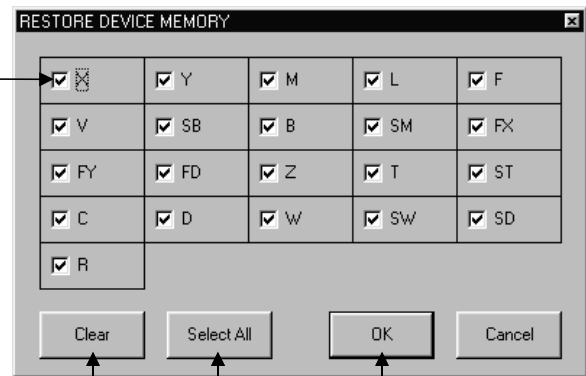 RESTORE DEVICE MEMORY
X Y M L F
V SB B SM FX
FY FD Z T ST
C D W SW SD
R
Clear Select All OK Cancel